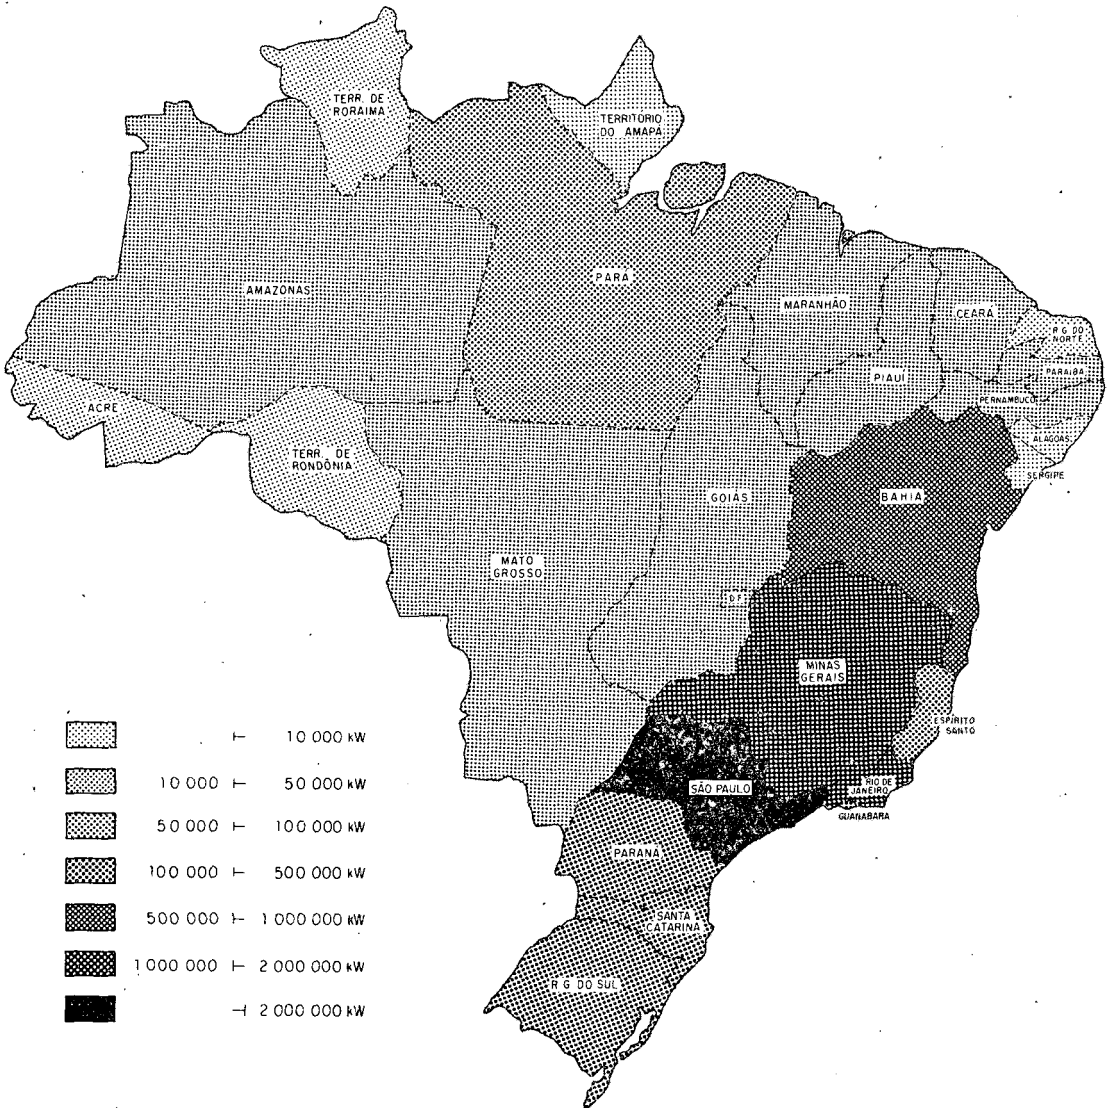 TERR. DE
RORAIMA
TERRITÓRIO
DO AMAPÁ
AMAZONAS
PARÁ
MARANHÃO
CEARÁ
R G DO
NORTE
PARAIBA
PIAUÍ
PERNAMBUCO
ACRE
ALAGOAS
TERR. DE
RONDÔNIA
SERGIPE
GOIÁS
BAHIA
MATO
GROSSO
D F
MINAS
GERAIS
ESPÍRITO
SANTO
SÃO PAULO
RIO DE
JANEIRO
GUANABARA
PARANÁ
SANTA
CATARINA
R G DO SUL
⊢ 10 000 kW
10 000 ⊢ 50 000 kW
50 000 ⊢ 100 000 kW
100 000 ⊢ 500 000 kW
500 000 ⊢ 1 000 000 kW
1 000 000 ⊢ 2 000 000 kW
⊣ 2 000 000 kW